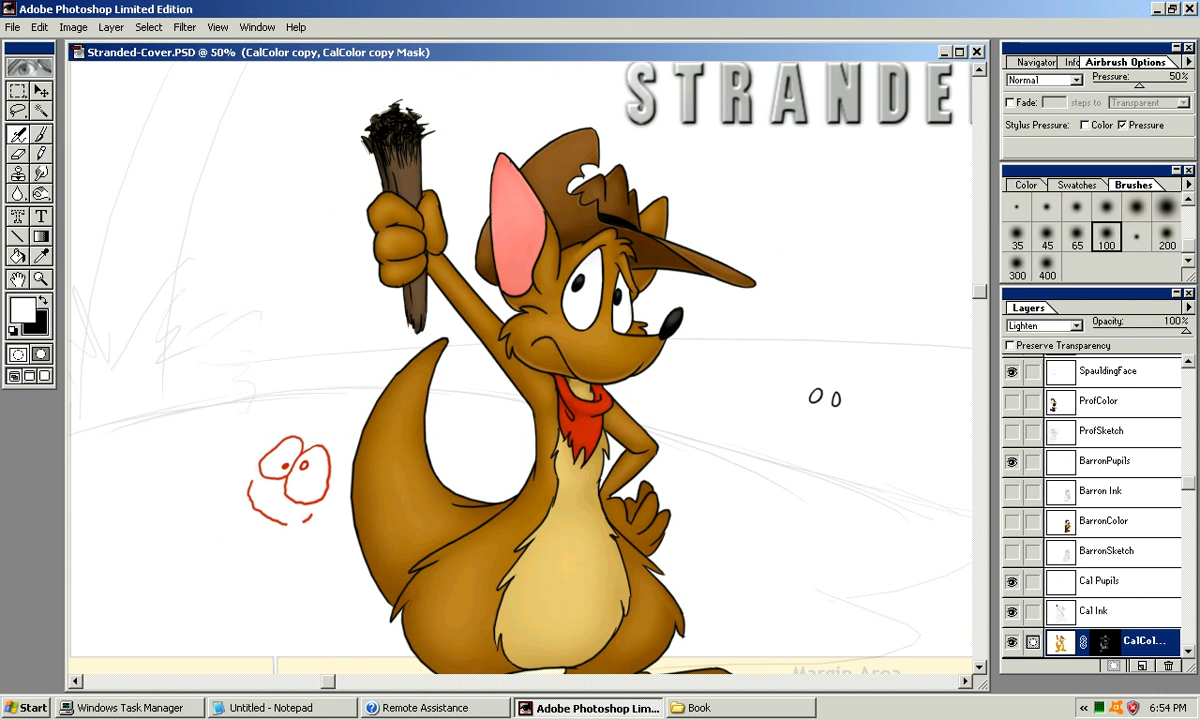 Adobe Photoshop Limited Edition
File Edit Image Layer Select Filter View Window Help
Stranded-Cover.PSD @ 50% (CalColor copy, CalColor copy Mask)
STRANDE
Margin Area
Navigator Info Airbrush Options
Normal Pressure: 50%
Fade: steps to Transparent
Stylus Pressure: Color Pressure
Color Swatches Brushes
35 45 65 100 200
300 400
Layers
Lighten Opacity: 100%
Preserve Transparency
SpauldingFace
ProfColor
ProfSketch
BarronPupils
Barron Ink
BarronColor
BarronSketch
Cal Pupils
Cal Ink
CalCol...
Start Windows Task Manager Untitled - Notepad Remote Assistance Adobe Photoshop Lim... Book 6:54 PM